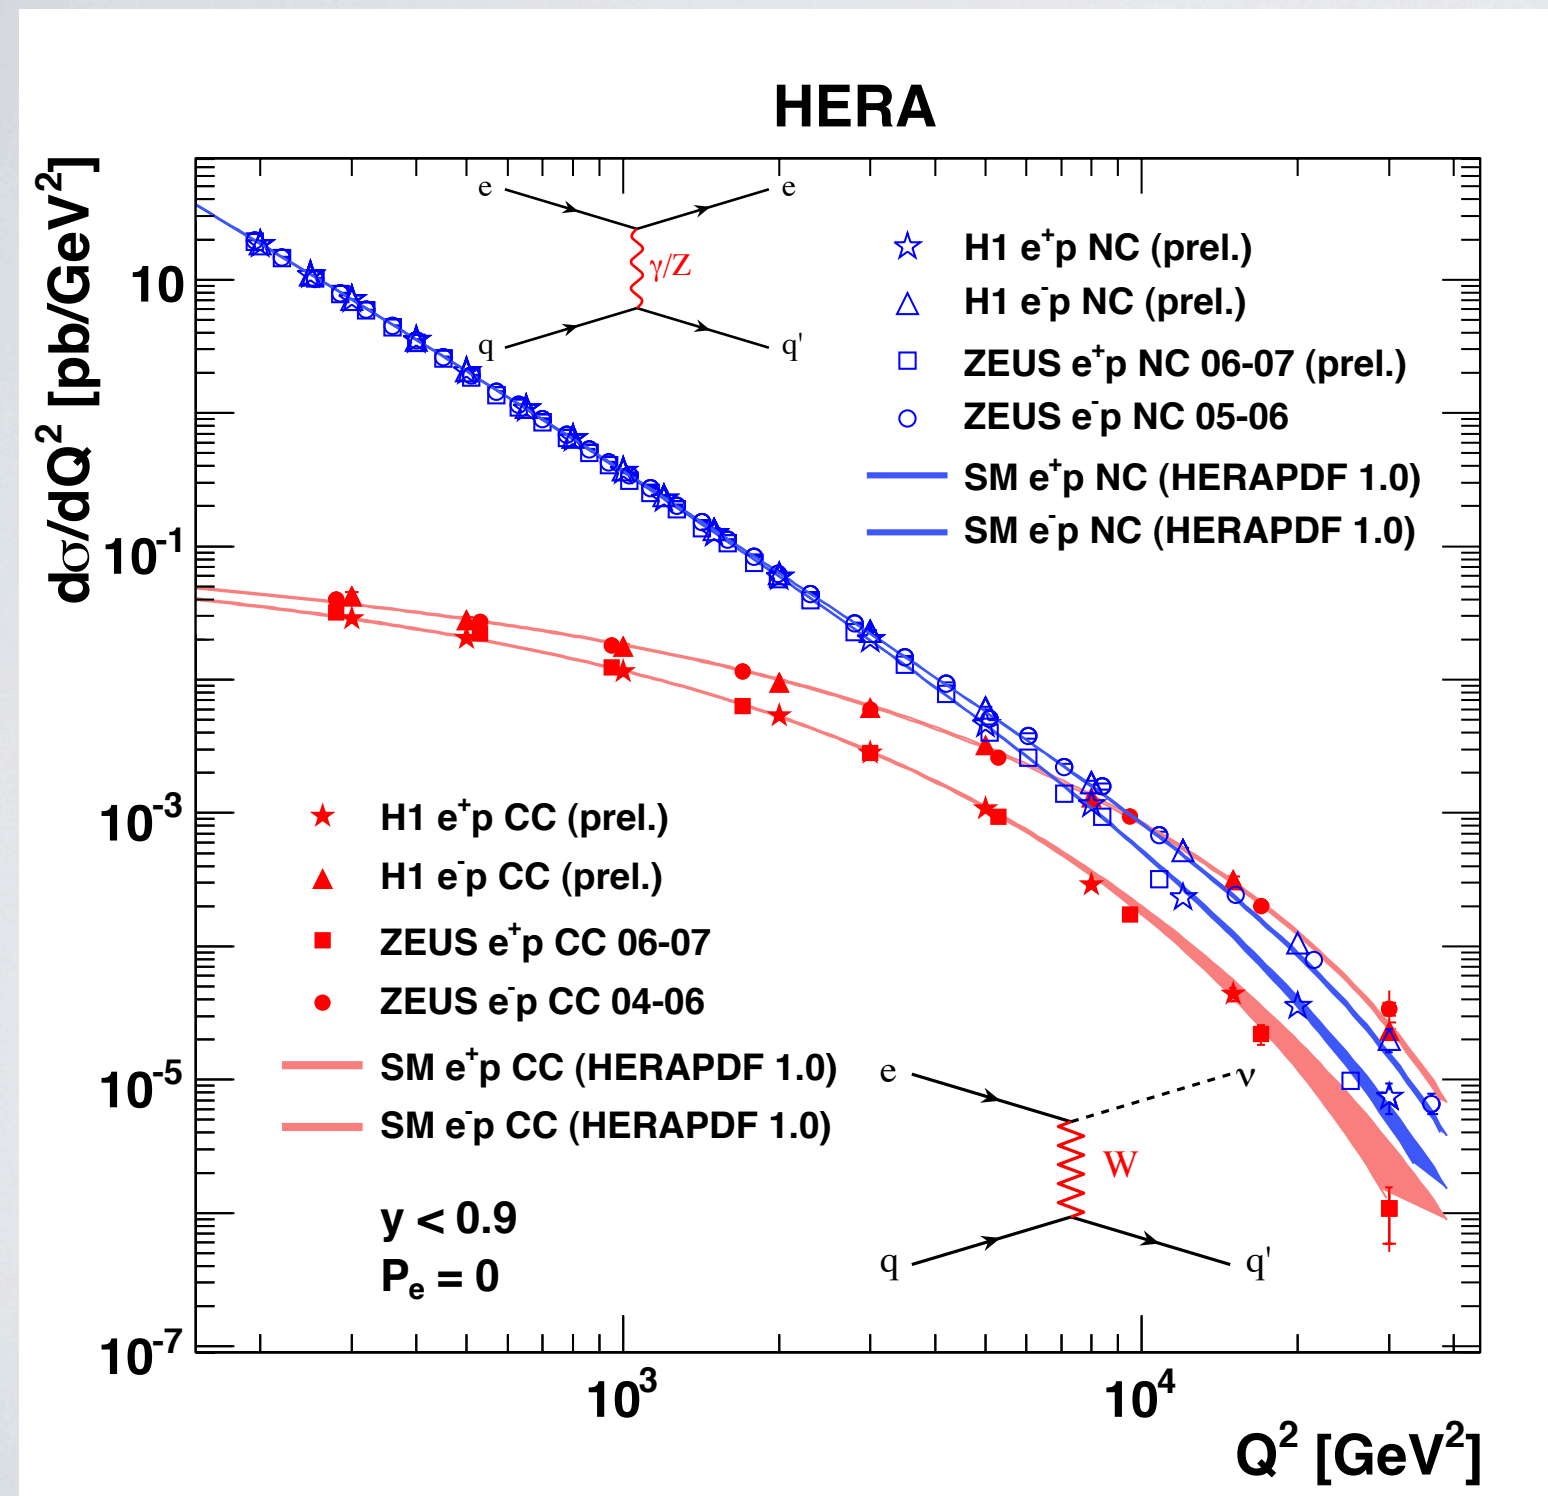 HERA
dσ/dQ² [pb/GeV²]
10
10⁻¹
10⁻³
10⁻⁵
10⁻⁷
e
e
γ/Z
q
q'
H1 e⁺p NC (prel.)
H1 e⁻p NC (prel.)
ZEUS e⁺p NC 06-07 (prel.)
ZEUS e⁻p NC 05-06
SM e⁺p NC (HERAPDF 1.0)
SM e⁻p NC (HERAPDF 1.0)
H1 e⁺p CC (prel.)
H1 e⁻p CC (prel.)
ZEUS e⁺p CC 06-07
ZEUS e⁻p CC 04-06
SM e⁺p CC (HERAPDF 1.0)
SM e⁻p CC (HERAPDF 1.0)
y < 0.9
Pₑ = 0
e
ν
W
q
q'
10³
10⁴
Q² [GeV²]